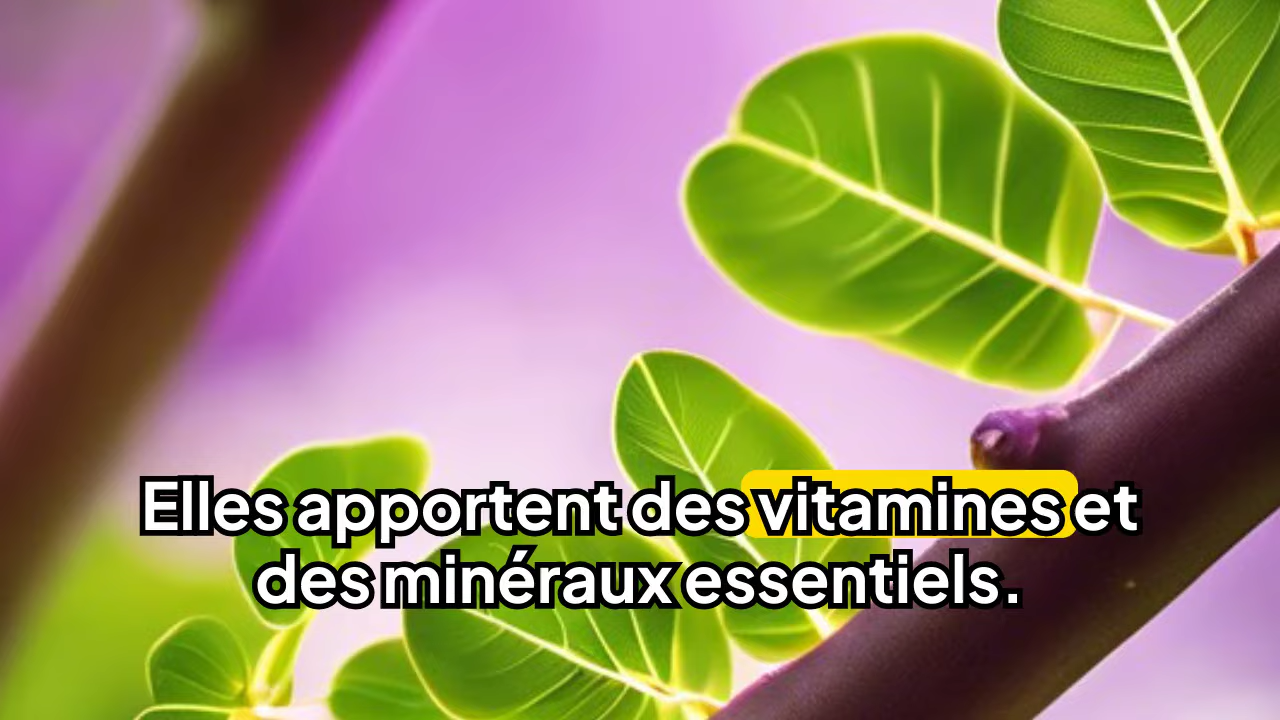 Elles apportent des vitamines et
des minéraux essentiels.